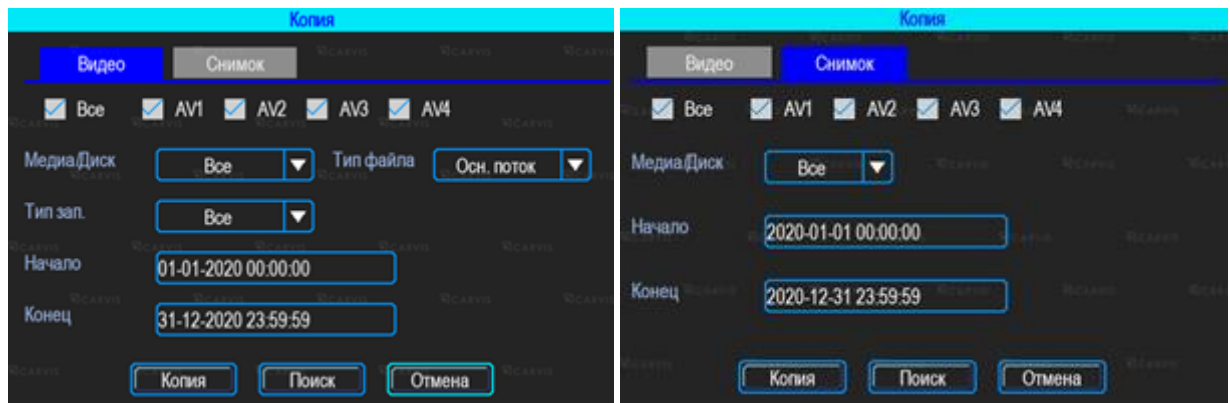 Копия
Видео Снимок
Все AV1 AV2 AV3 AV4
Медиа/Диск Все Тип файла Осн. поток
Тип зап. Все
Начало 01-01-2020 00:00:00
Конец 31-12-2020 23:59:59
Копия Поиск Отмена
Копия
Видео Снимок
Все AV1 AV2 AV3 AV4
Медиа/Диск Все
Начало 2020-01-01 00:00:00
Конец 2020-12-31 23:59:59
Копия Поиск Отмена
CARVIS